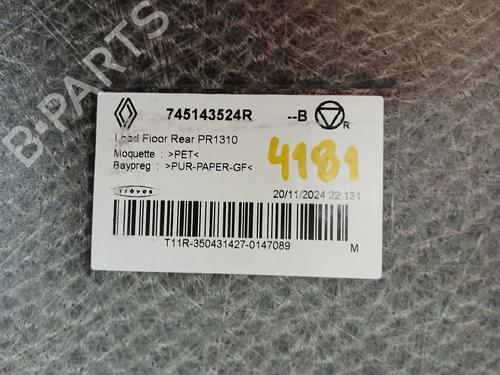 745143524R --B R
Load Floor Rear PR1310
Moquette : >PET<
Baypreg : >PUR-PAPER-GF<
4181
Trèves
20/11/2024 22:131
T11R-350431427-0147089 M
B-PARTS